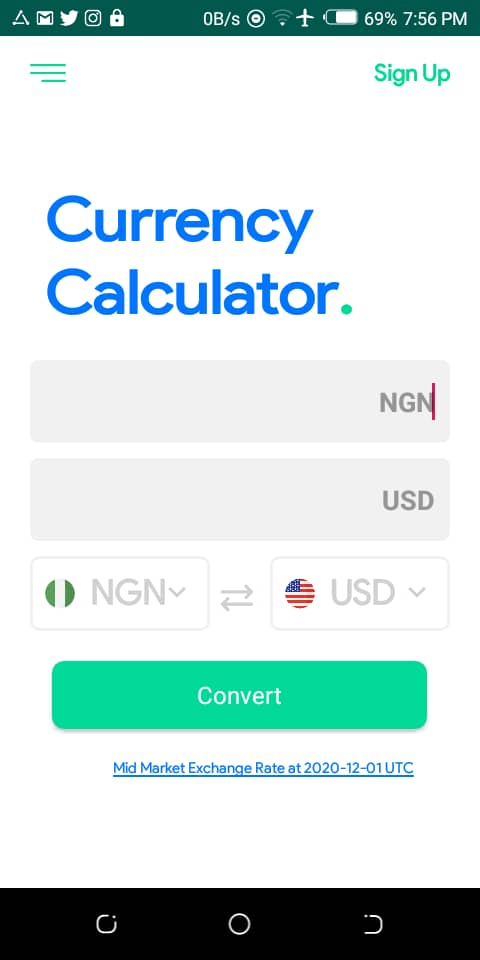 0B/s 69% 7:56 PM
Sign Up
Currency
Calculator.
NGN
USD
NGN USD
Convert
Mid Market Exchange Rate at 2020-12-01 UTC